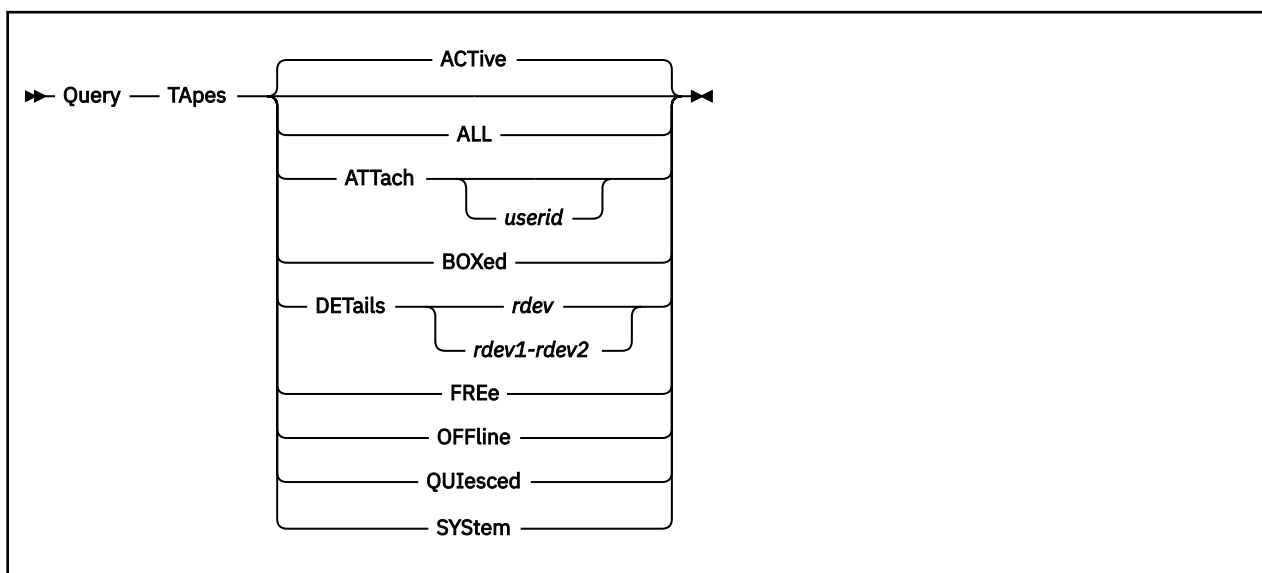 ACTive
Query TApes
ALL
ATTach
userid
BOXed
DETails rdev
rdev1-rdev2
FREe
OFFline
QUIesced
SYStem